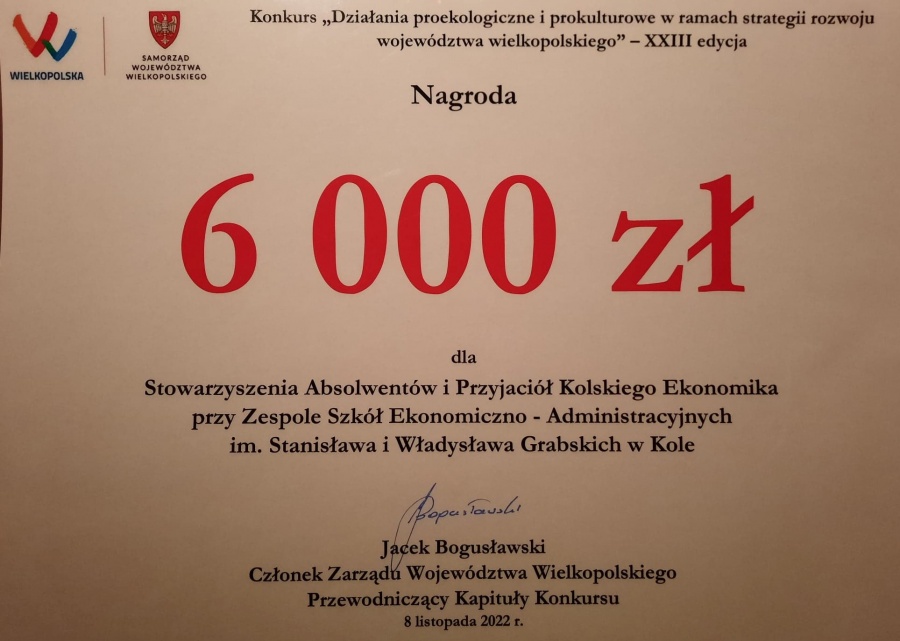 WIELKOPOLSKA
SAMORZĄD
WOJEWÓDZTWA
WIELKOPOLSKIEGO
Konkurs „Działania proekologiczne i prokulturowe w ramach strategii rozwoju
województwa wielkopolskiego” – XXIII edycja
Nagroda
6 000 zł
dla
Stowarzyszenia Absolwentów i Przyjaciół Kolskiego Ekonomika
przy Zespole Szkół Ekonomiczno - Administracyjnych
im. Stanisława i Władysława Grabskich w Kole
Bogusławski
Jacek Bogusławski
Członek Zarządu Województwa Wielkopolskiego
Przewodniczący Kapituły Konkursu
8 listopada 2022 r.